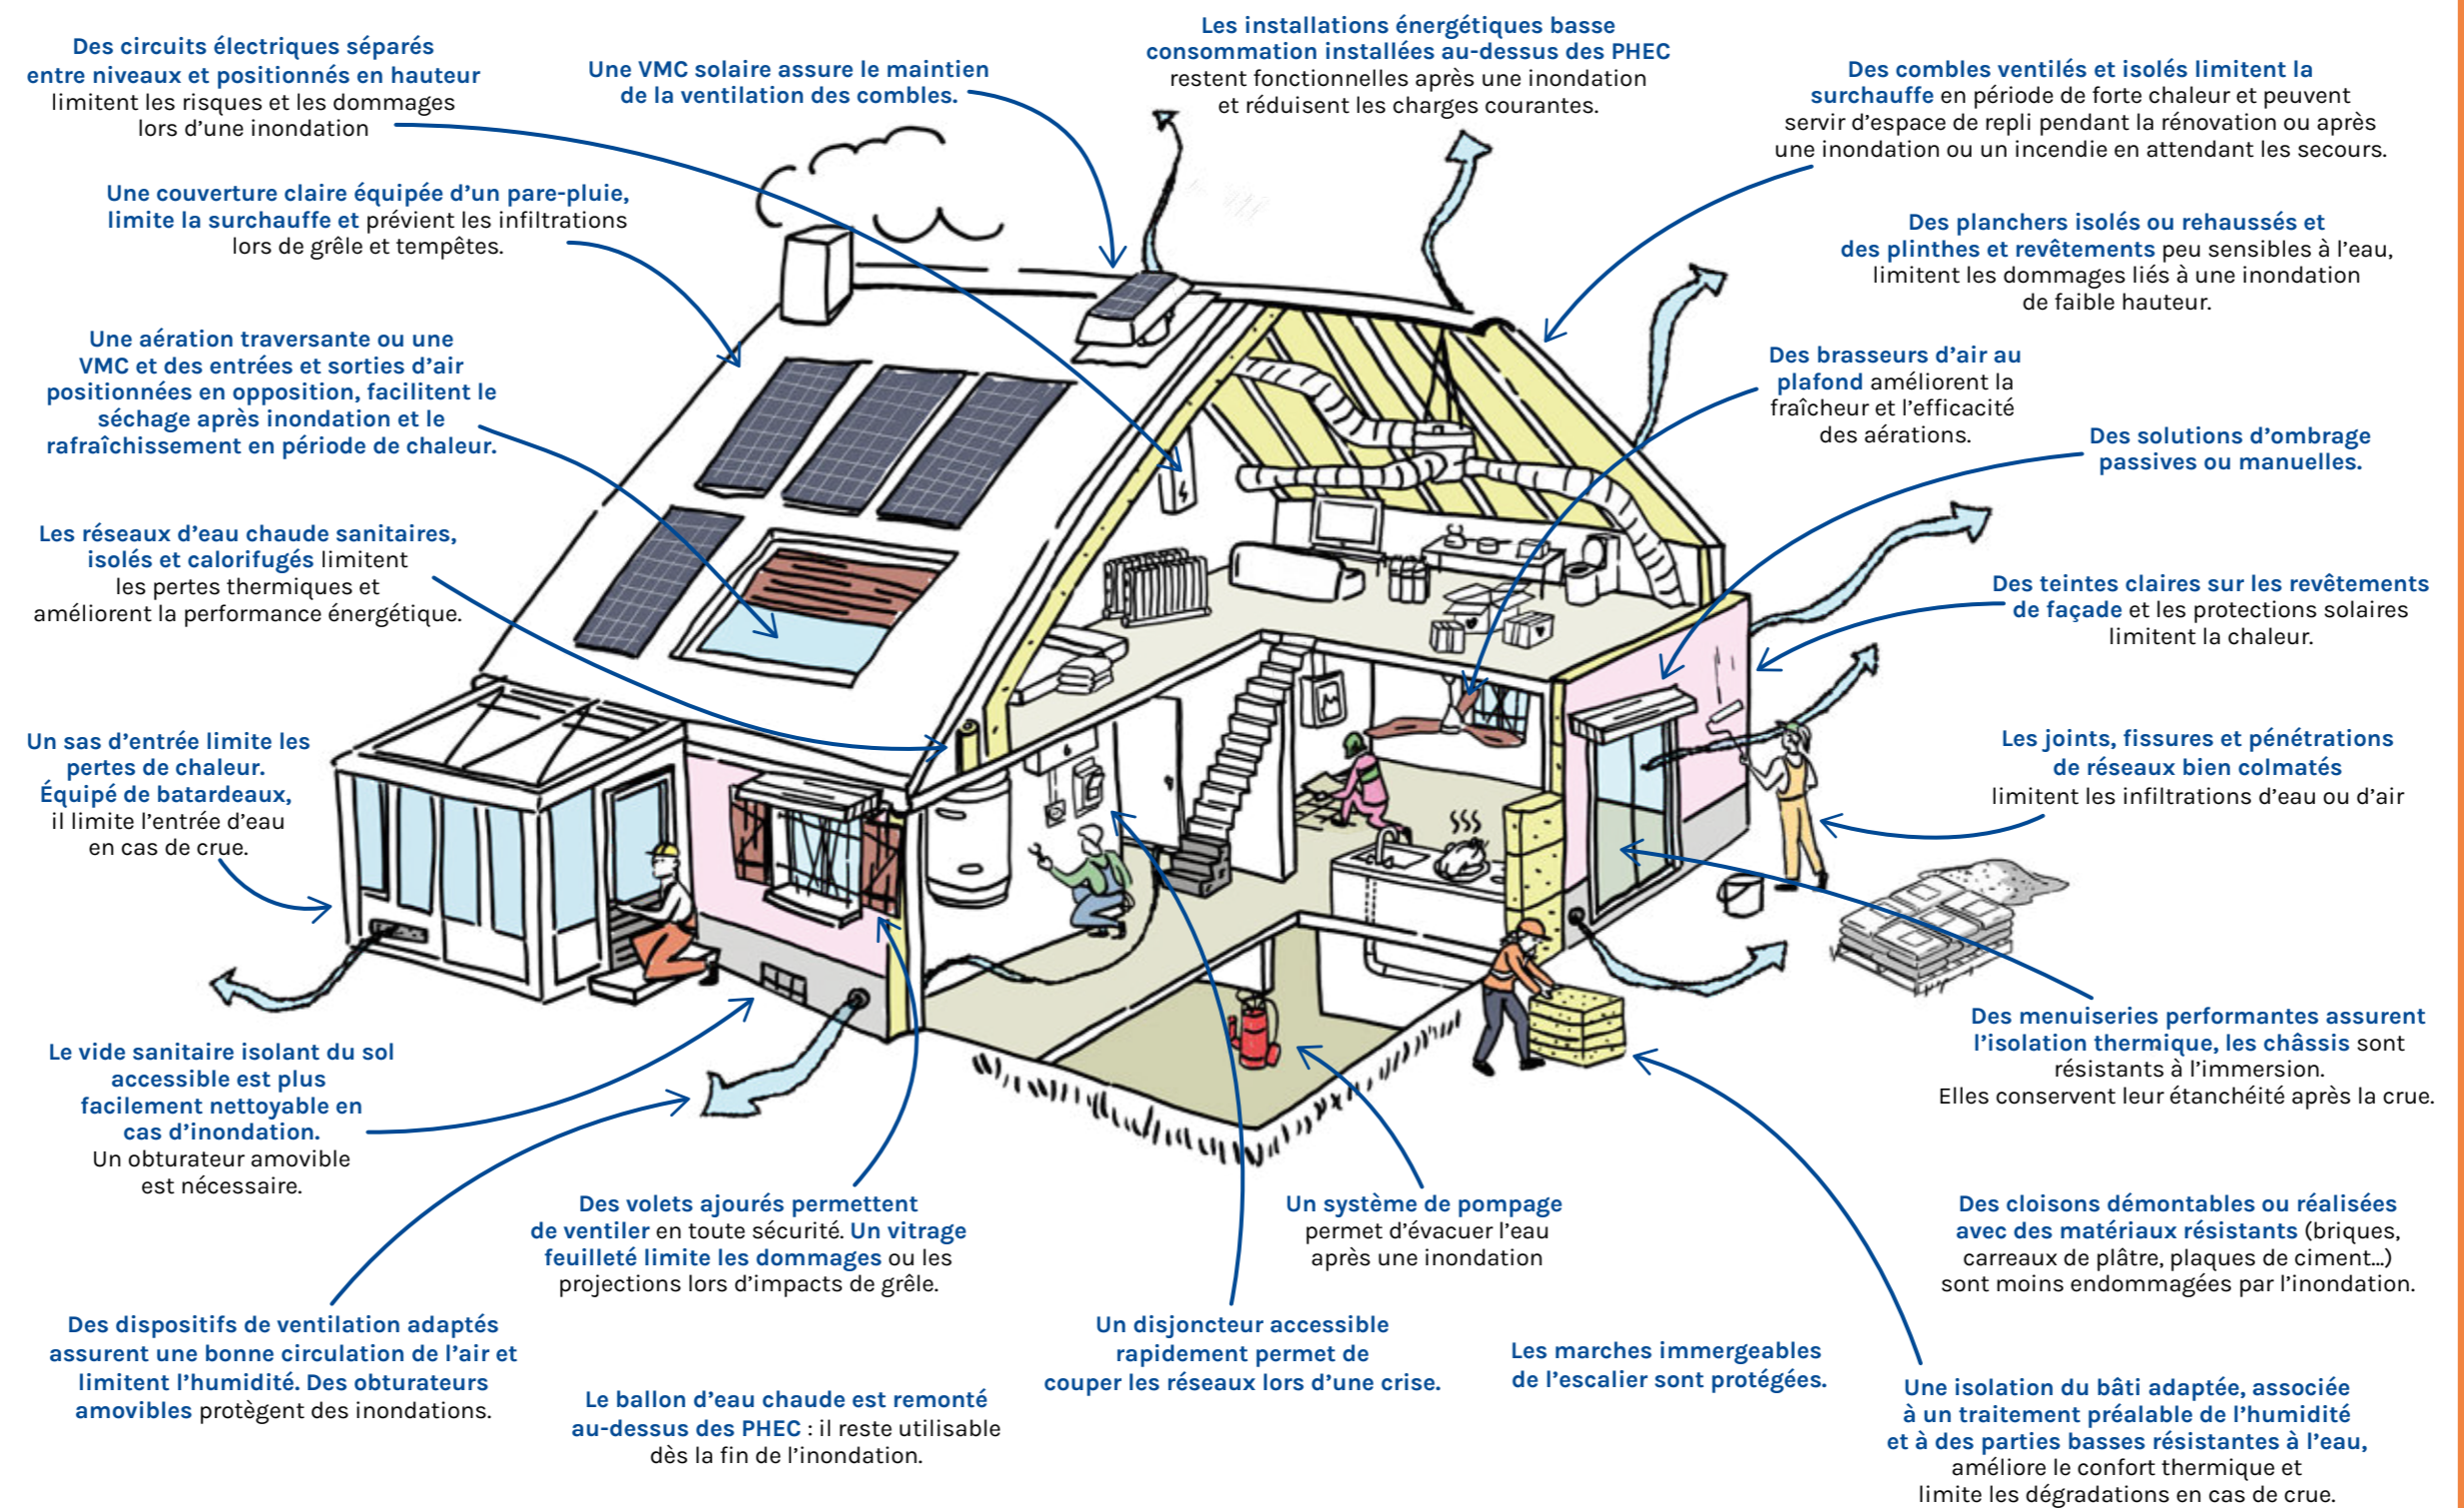 Des circuits électriques séparés
entre niveaux et positionnés en hauteur
limitent les risques et les dommages
lors d'une inondation
Une VMC solaire assure le maintien
de la ventilation des combles.
Les installations énergétiques basse
consommation installées au-dessus des PHEC
restent fonctionnelles après une inondation
et réduisent les charges courantes.
Des combles ventilés et isolés limitent la
surchauffe en période de forte chaleur et peuvent
servir d'espace de repli pendant la rénovation ou après
une inondation ou un incendie en attendant les secours.
Une couverture claire équipée d'un pare-pluie,
limite la surchauffe et prévient les infiltrations
lors de grêle et tempêtes.
Des planchers isolés ou rehaussés et
des plinthes et revêtements peu sensibles à l'eau,
limitent les dommages liés à une inondation
de faible hauteur.
Une aération traversante ou une
VMC et des entrées et sorties d'air
positionnées en opposition, facilitent le
séchage après inondation et le
rafraîchissement en période de chaleur.
Des brasseurs d'air au
plafond améliorent la
fraîcheur et l'efficacité
des aérations.
Des solutions d'ombrage
passives ou manuelles.
Les réseaux d'eau chaude sanitaires,
isolés et calorifugés limitent
les pertes thermiques et
améliorent la performance énergétique.
Des teintes claires sur les revêtements
de façade et les protections solaires
limitent la chaleur.
Un sas d'entrée limite les
pertes de chaleur.
Équipé de batardeaux,
il limite l'entrée d'eau
en cas de crue.
Les joints, fissures et pénétrations
de réseaux bien colmatés
limitent les infiltrations d'eau ou d'air
Des menuiseries performantes assurent
l'isolation thermique, les châssis sont
résistants à l'immersion.
Elles conservent leur étanchéité après la crue.
Le vide sanitaire isolant du sol
accessible est plus
facilement nettoyable en
cas d'inondation.
Un obturateur amovible
est nécessaire.
Des volets ajourés permettent
de ventiler en toute sécurité. Un vitrage
feuilleté limite les dommages ou les
projections lors d'impacts de grêle.
Un système de pompage
permet d'évacuer l'eau
après une inondation
Des cloisons démontables ou réalisées
avec des matériaux résistants (briques,
carreaux de plâtre, plaques de ciment…)
sont moins endommagées par l'inondation.
Des dispositifs de ventilation adaptés
assurent une bonne circulation de l'air et
limitent l'humidité. Des obturateurs
amovibles protègent des inondations.
Le ballon d'eau chaude est remonté
au-dessus des PHEC : il reste utilisable
dès la fin de l'inondation.
Un disjoncteur accessible
rapidement permet de
couper les réseaux lors d'une crise.
Les marches immergeables
de l'escalier sont protégées.
Une isolation du bâti adaptée, associée
à un traitement préalable de l'humidité
et à des parties basses résistantes à l'eau,
améliore le confort thermique et
limite les dégradations en cas de crue.